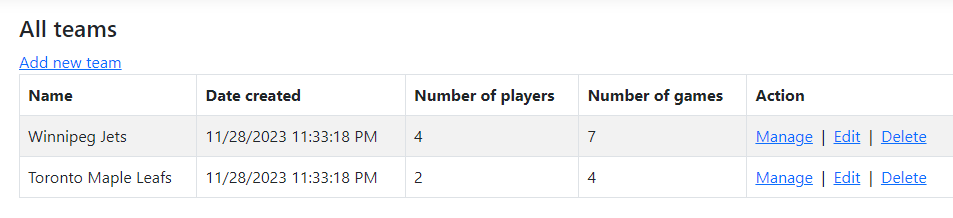 All teams
Add new team
Name Date created Number of players Number of games Action
Winnipeg Jets 11/28/2023 11:33:18 PM 4 7 Manage | Edit | Delete
Toronto Maple Leafs 11/28/2023 11:33:18 PM 2 4 Manage | Edit | Delete